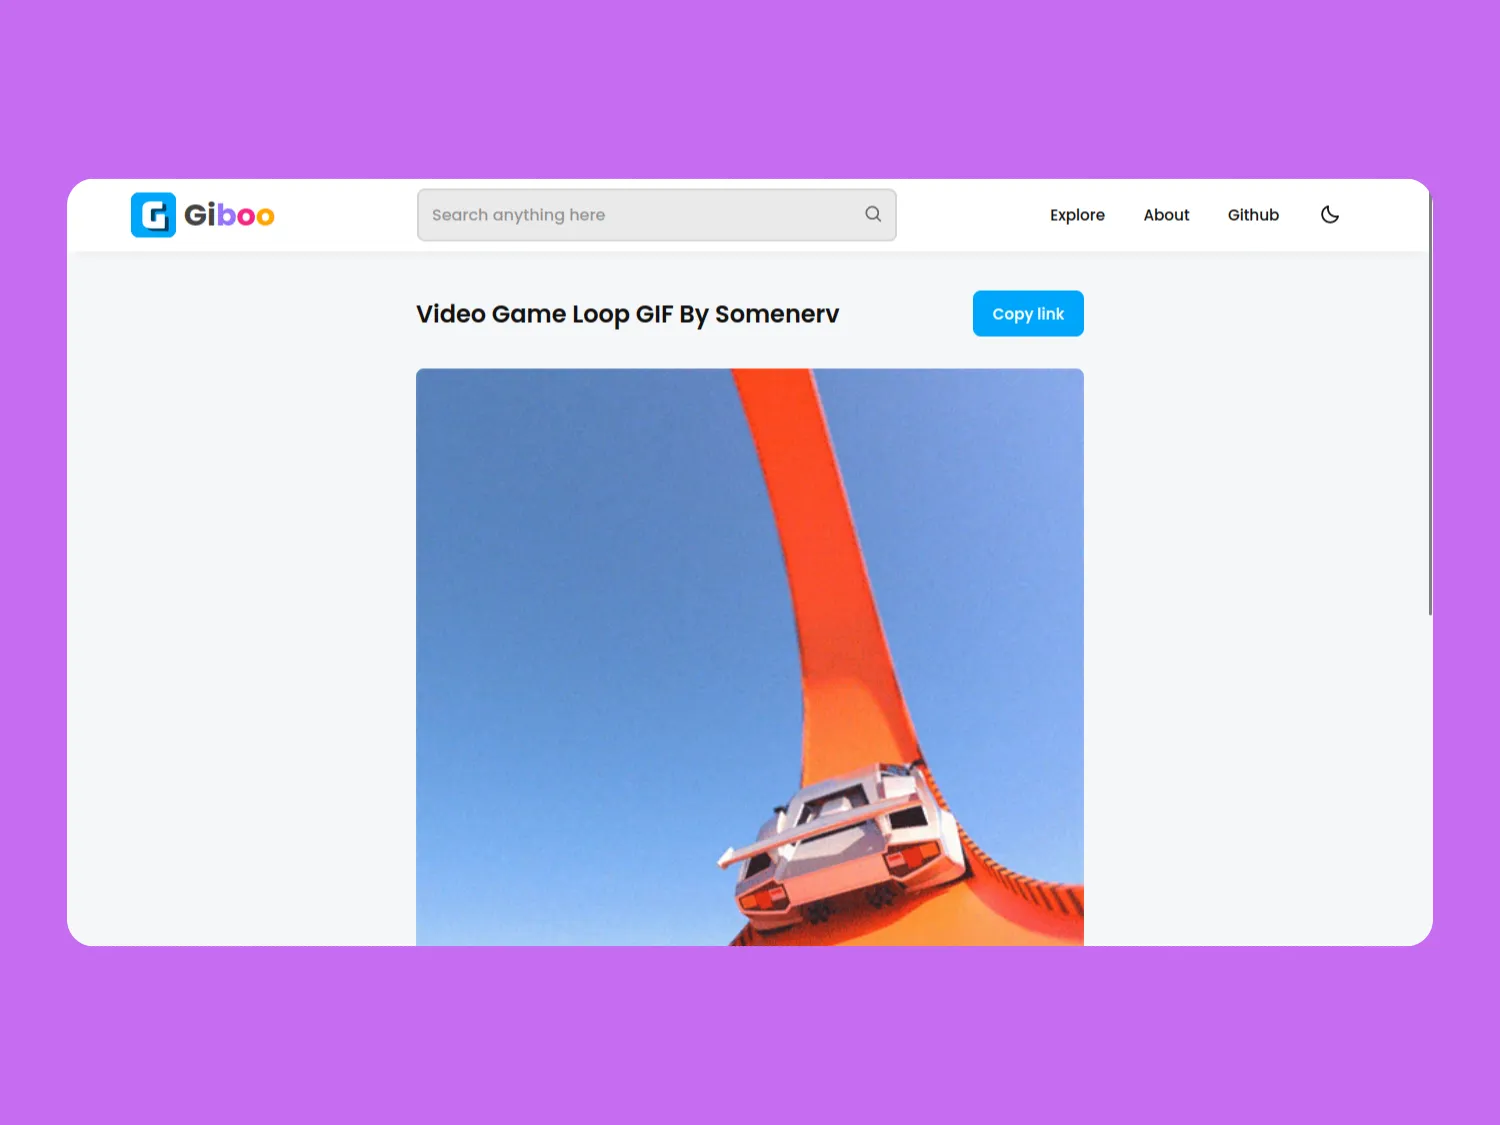 Giboo
Search anything here
Explore
About
Github
Video Game Loop GIF By Somenerv
Copy link